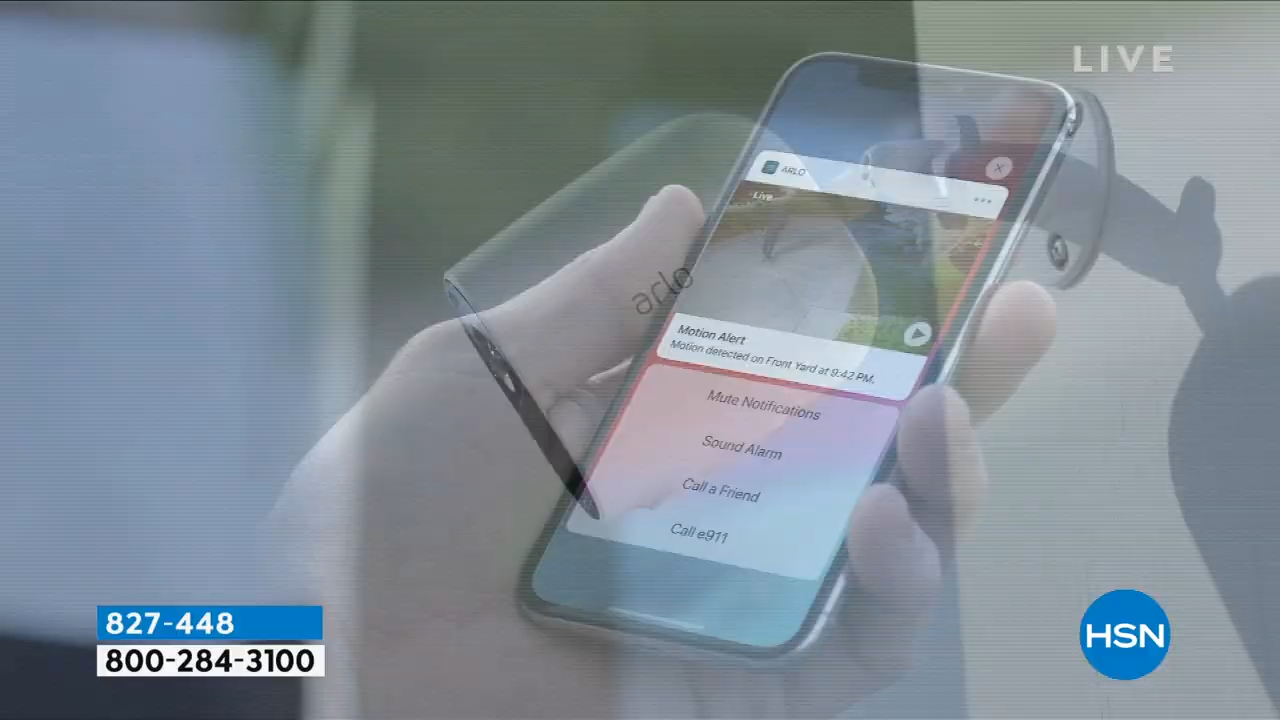 LIVE
ARLO
Live
arlo
Motion Alert
Motion detected on Front Yard at 9:42 PM.
Mute Notifications
Sound Alarm
Call a Friend
Call e911
827-448
800-284-3100
HSN